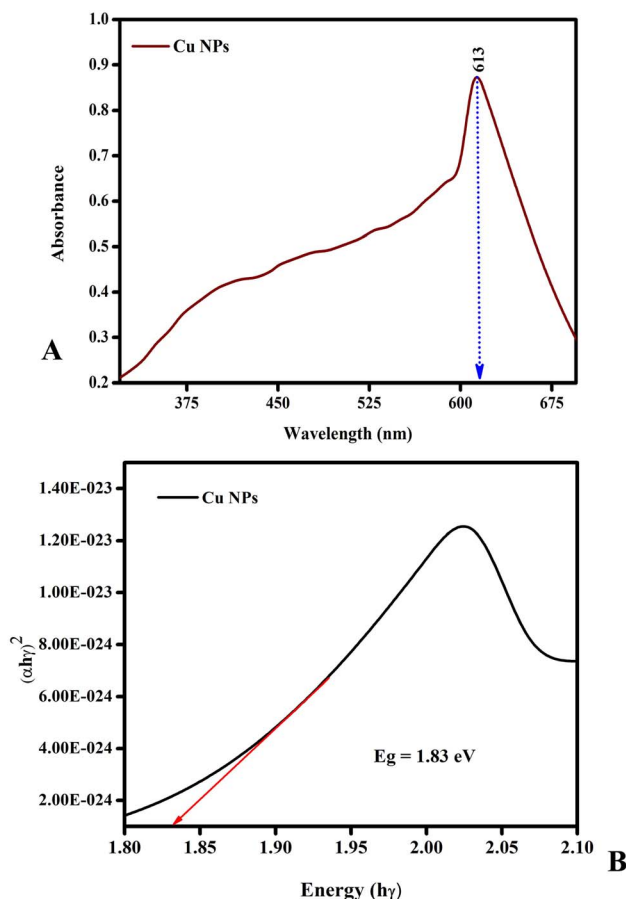 1.0
Cu NPs
613
0.9
0.8
0.7
0.6
0.5
0.4
0.3
0.2
Absorbance
A
375
450
525
600
675
Wavelength (nm)
1.40E-023
Cu NPs
1.20E-023
1.00E-023
8.00E-024
6.00E-024
4.00E-024
2.00E-024
(αhγ)²
Eg = 1.83 eV
1.80
1.85
1.90
1.95
2.00
2.05
2.10
B
Energy (hγ)